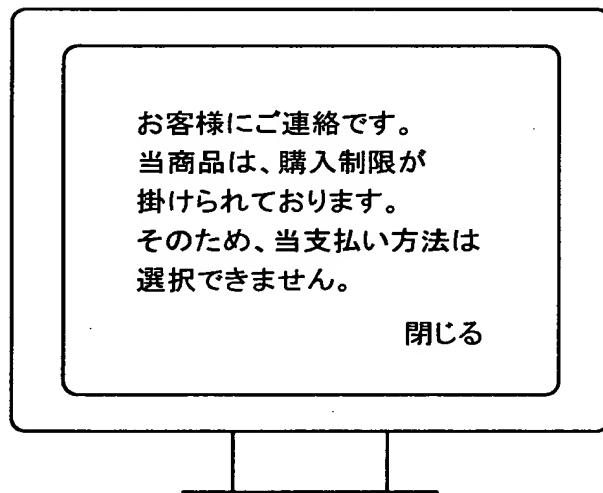 お客様にご連絡です。
当商品は、購入制限が
掛けられております。
そのため、当支払い方法は
選択できません。
閉じる